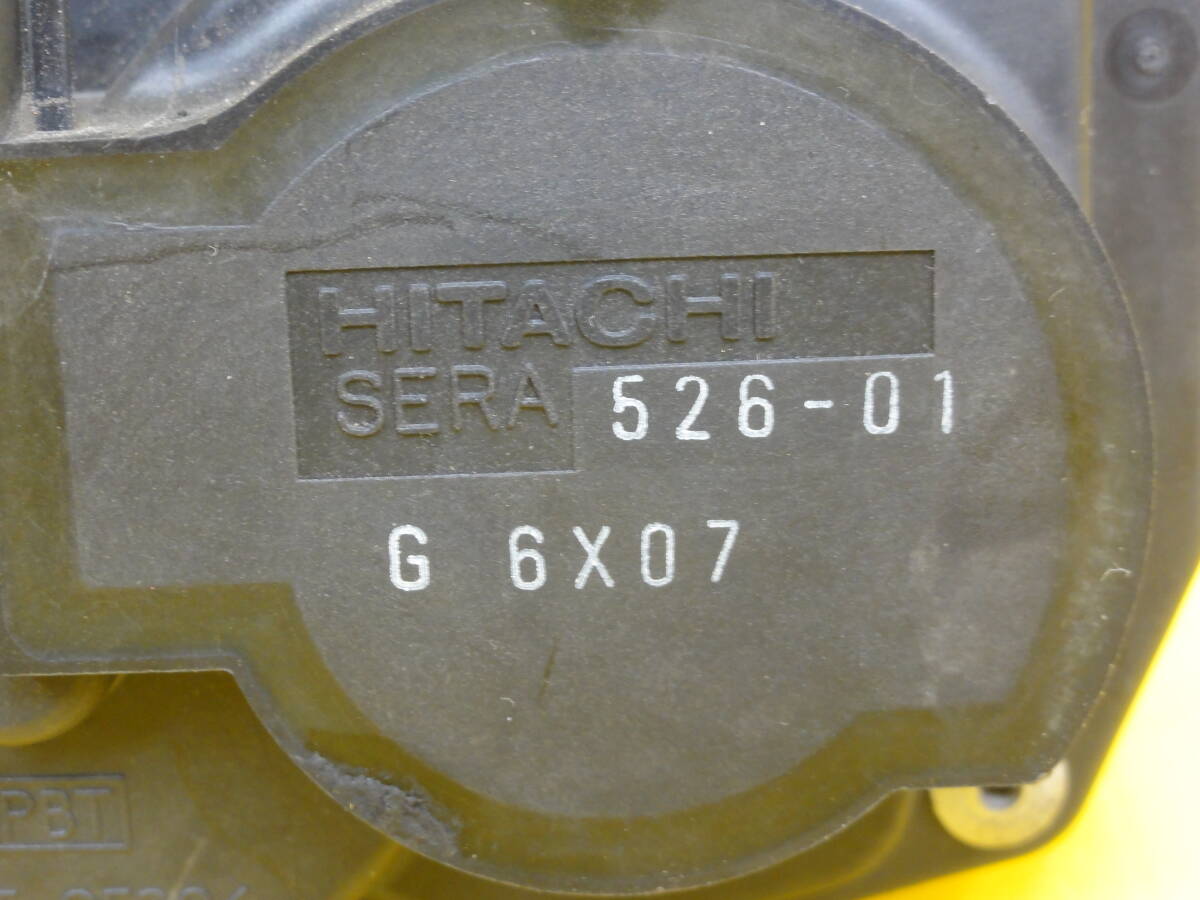 HITACHI
SERA 526-01
G 6X07
PBT